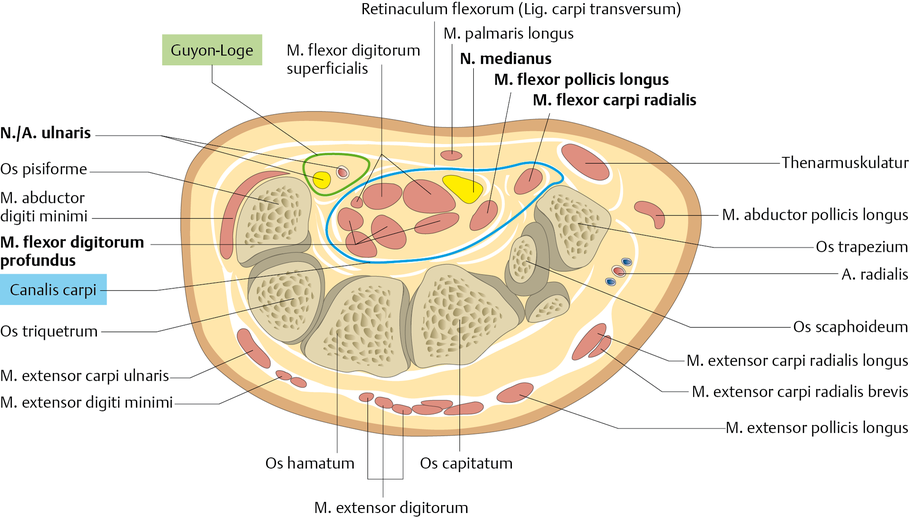 Retinaculum flexorum (Lig. carpi transversum)
M. palmaris longus
Guyon-Loge
M. flexor digitorum
superficialis
N. medianus
M. flexor pollicis longus
M. flexor carpi radialis
N./A. ulnaris
Os pisiforme
M. abductor
digiti minimi
M. flexor digitorum
profundus
Canalis carpi
Os triquetrum
M. extensor carpi ulnaris
M. extensor digiti minimi
Thenarmuskulatur
M. abductor pollicis longus
Os trapezium
A. radialis
Os scaphoideum
M. extensor carpi radialis longus
M. extensor carpi radialis brevis
M. extensor pollicis longus
Os hamatum
Os capitatum
M. extensor digitorum